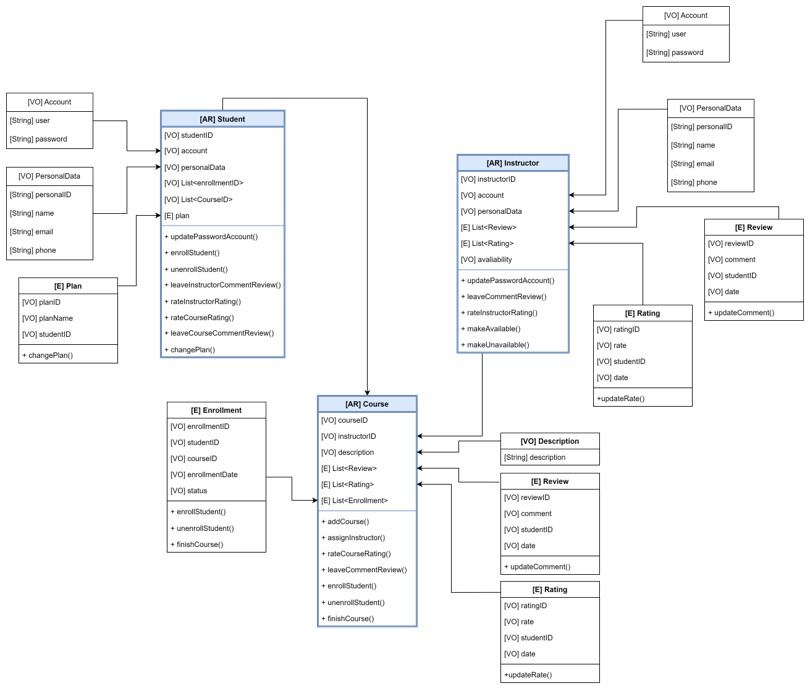 [VO] Account
[String] user
[String] password
[VO] PersonalData
[String] personalID
[String] name
[String] email
[String] phone
[E] Plan
[VO] planID
[VO] planName
[VO] studentID
+ changePlan()
[AR] Student
[VO] studentID
[VO] account
[VO] personalData
[VO] List<enrollmentID>
[VO] List<CourseID>
[E] plan
+ updatePasswordAccount()
+ enrollStudent()
+ unenrollStudent()
+ leaveInstructorCommentReview()
+ rateInstructorRating()
+ rateCourseRating()
+ leaveCourseCommentReview()
+ changePlan()
[VO] Account
[String] user
[String] password
[VO] PersonalData
[String] personalID
[String] name
[String] email
[String] phone
[AR] Instructor
[VO] instructorID
[VO] account
[VO] personalData
[E] List<Review>
[E] List<Rating>
[VO] avaliability
+ updatePasswordAccount()
+ leaveCommentReview()
+ rateInstructorRating()
+ makeAvailable()
+ makeUnavailable()
[E] Review
[VO] reviewID
[VO] comment
[VO] studentID
[VO] date
+ updateComment()
[E] Rating
[VO] ratingID
[VO] rate
[VO] studentID
[VO] date
+updateRate()
[E] Enrollment
[VO] enrollmentID
[VO] studentID
[VO] courseID
[VO] enrollmentDate
[VO] status
+ enrollStudent()
+ unenrollStudent()
+ finishCourse()
[AR] Course
[VO] courseID
[VO] instructorID
[VO] description
[E] List<Review>
[E] List<Rating>
[E] List<Enrollment>
+ addCourse()
+ assignInstructor()
+ rateCourseRating()
+ leaveCommentReview()
+ enrollStudent()
+ unenrollStudent()
+ finishCourse()
[VO] Description
[String] description
[E] Review
[VO] reviewID
[VO] comment
[VO] studentID
[VO] date
+ updateComment()
[E] Rating
[VO] ratingID
[VO] rate
[VO] studentID
[VO] date
+updateRate()